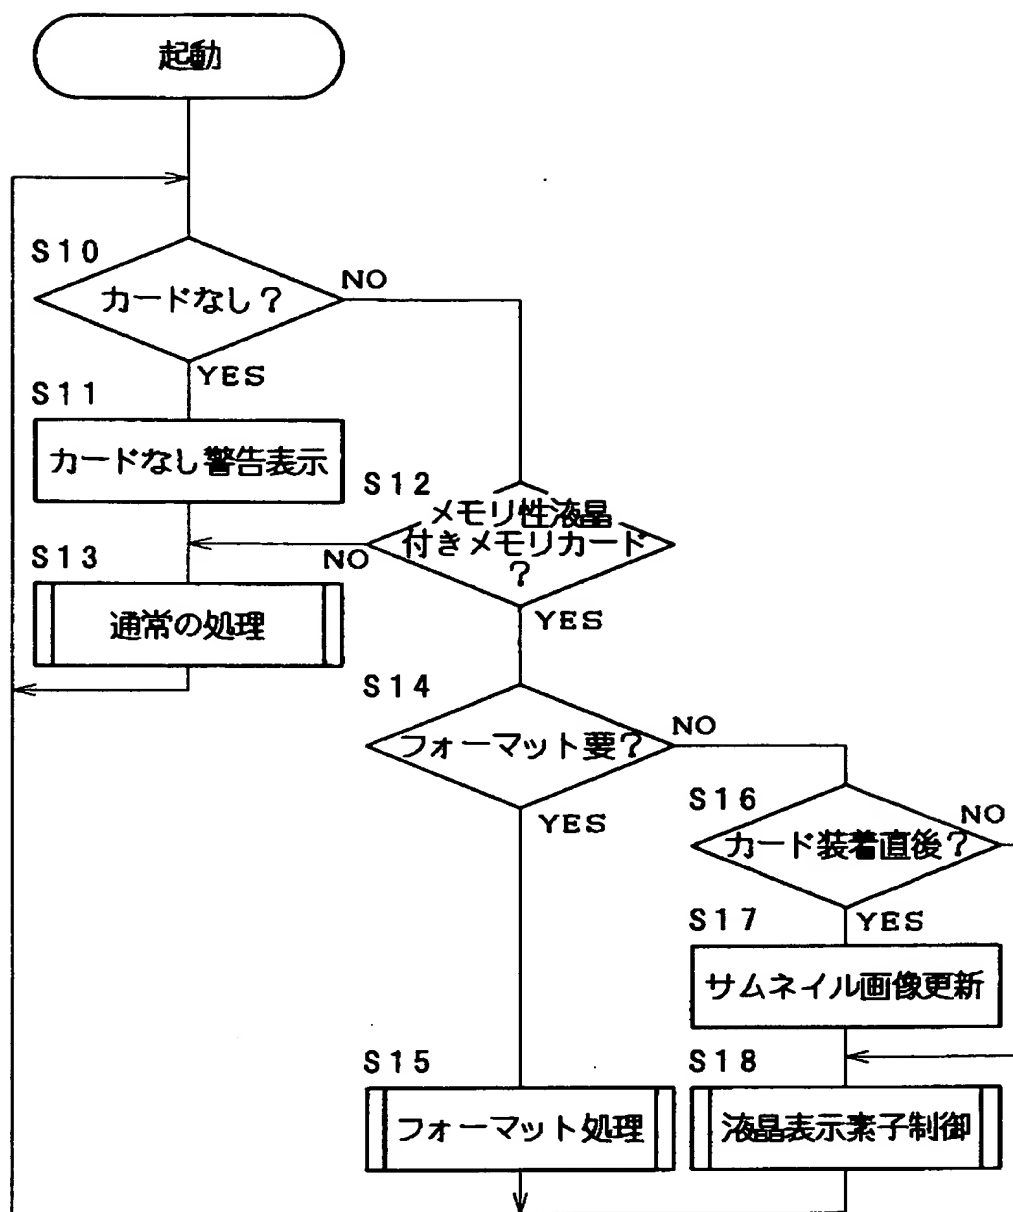 起動
S10
カードなし？
NO
YES
S11
カードなし警告表示
S12
メモリ性液晶
付きメモリカード
？
NO
YES
S13
通常の処理
S14
フォーマット要？
NO
YES
S16
カード装着直後？
NO
YES
S17
サムネイル画像更新
S15
フォーマット処理
S18
液晶表示素子制御